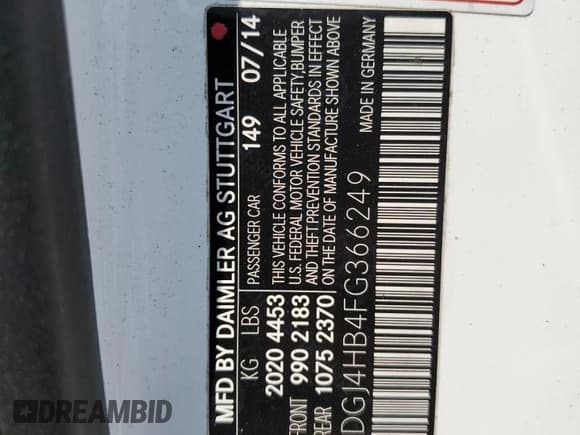 MFD BY DAIMLER AG STUTTGART
KG LBS PASSENGER CAR 149 07/14
2020 4453
FRONT 990 2183
REAR 1075 2370
THIS VEHICLE CONFORMS TO ALL APPLICABLE
U.S. FEDERAL MOTOR VEHICLE SAFETY,BUMPER
AND THEFT PREVENTION STANDARDS IN EFFECT
ON THE DATE OF MANUFACTURE SHOWN ABOVE
DGJ4HB4FG366249 MADE IN GERMANY
DREAMBID